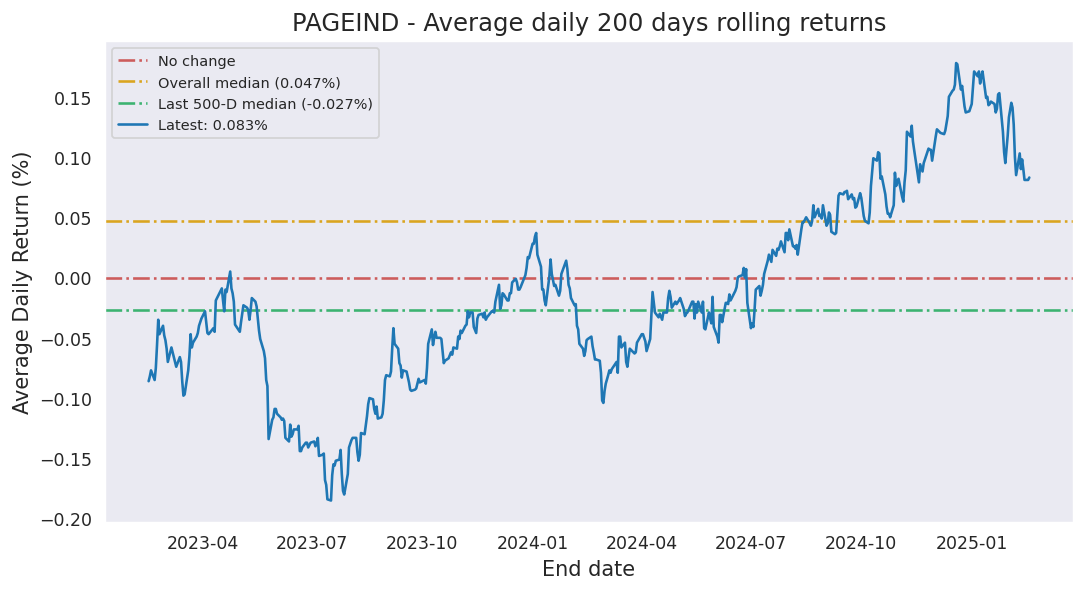 PAGEIND - Average daily 200 days rolling returns
No change
Overall median (0.047%)
Last 500-D median (-0.027%)
Latest: 0.083%
Average Daily Return (%)
0.15
0.10
0.05
0.00
−0.05
−0.10
−0.15
−0.20
2023-04 2023-07 2023-10 2024-01 2024-04 2024-07 2024-10 2025-01
End date